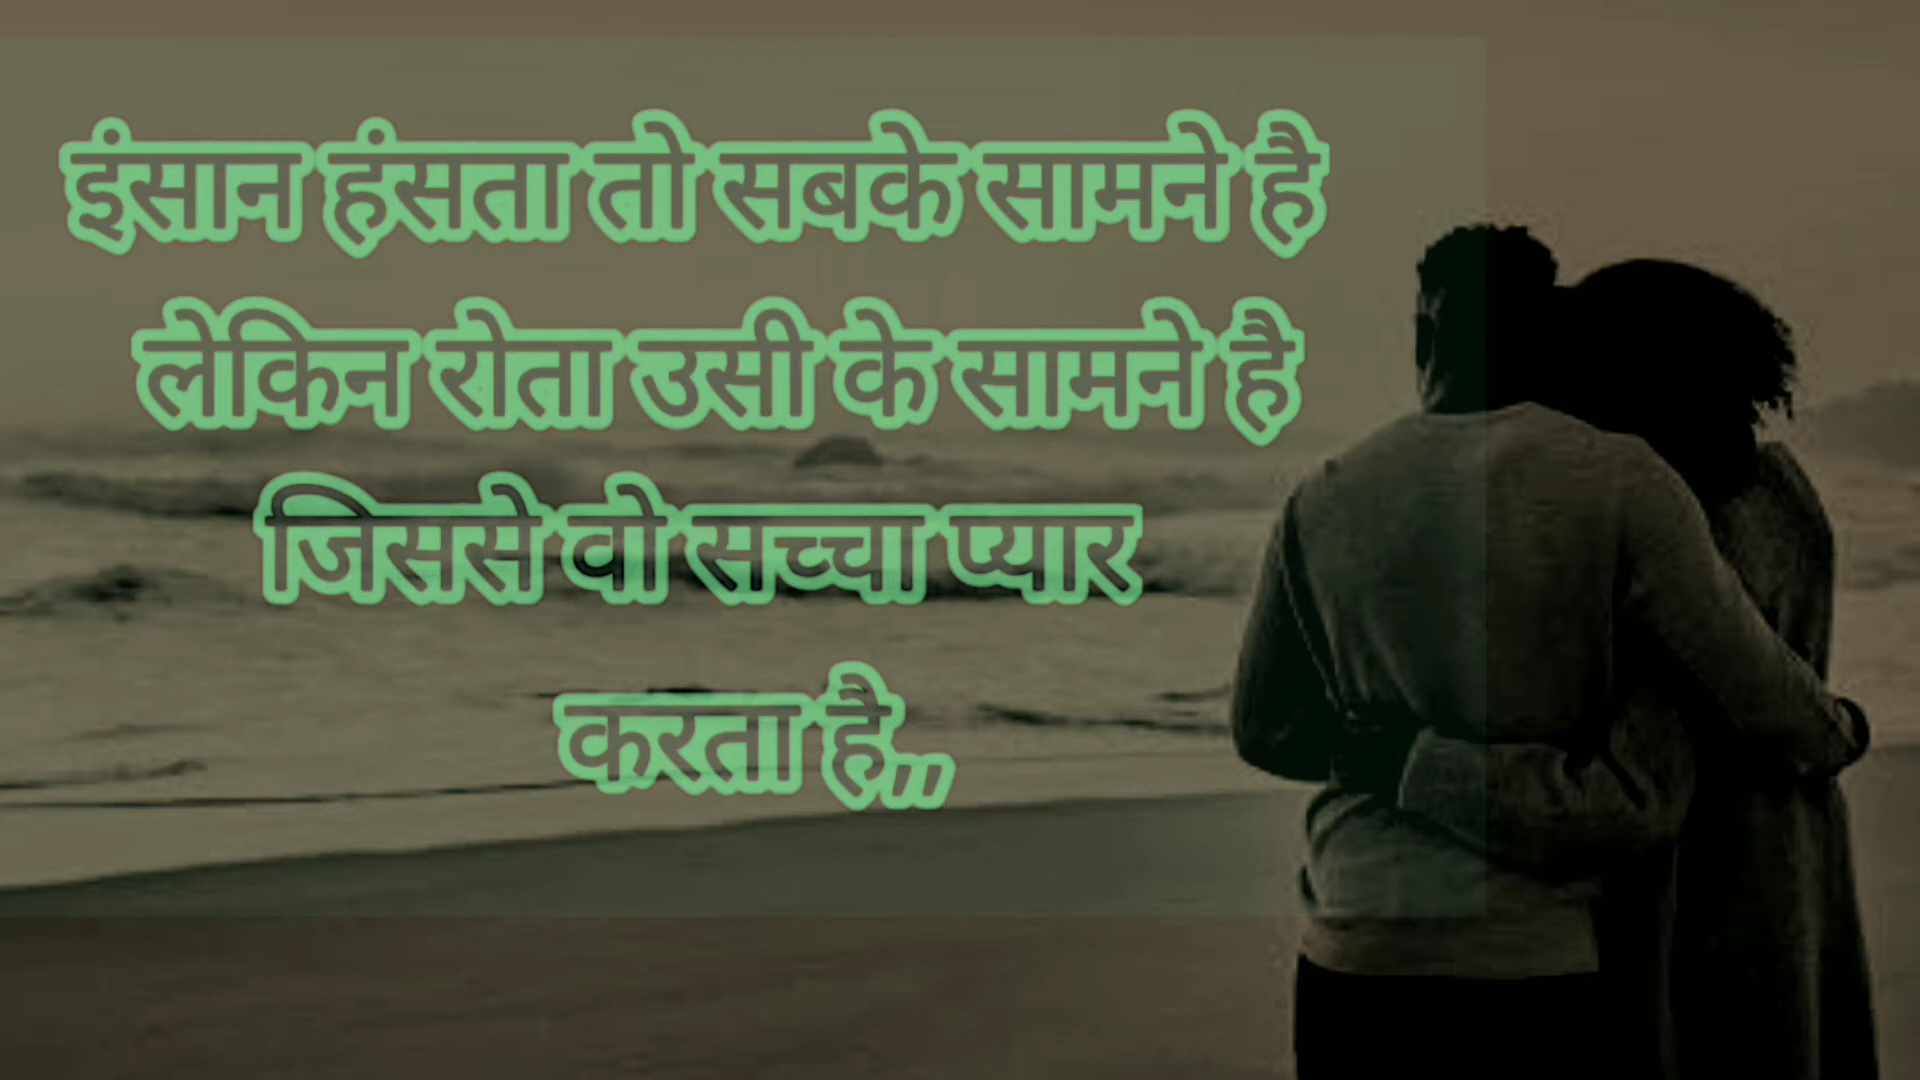 इंसान हंसता तो सबके सामने है
लेकिन रोता उसी के सामने है
जिससे वो सच्चा प्यार
करता है,,